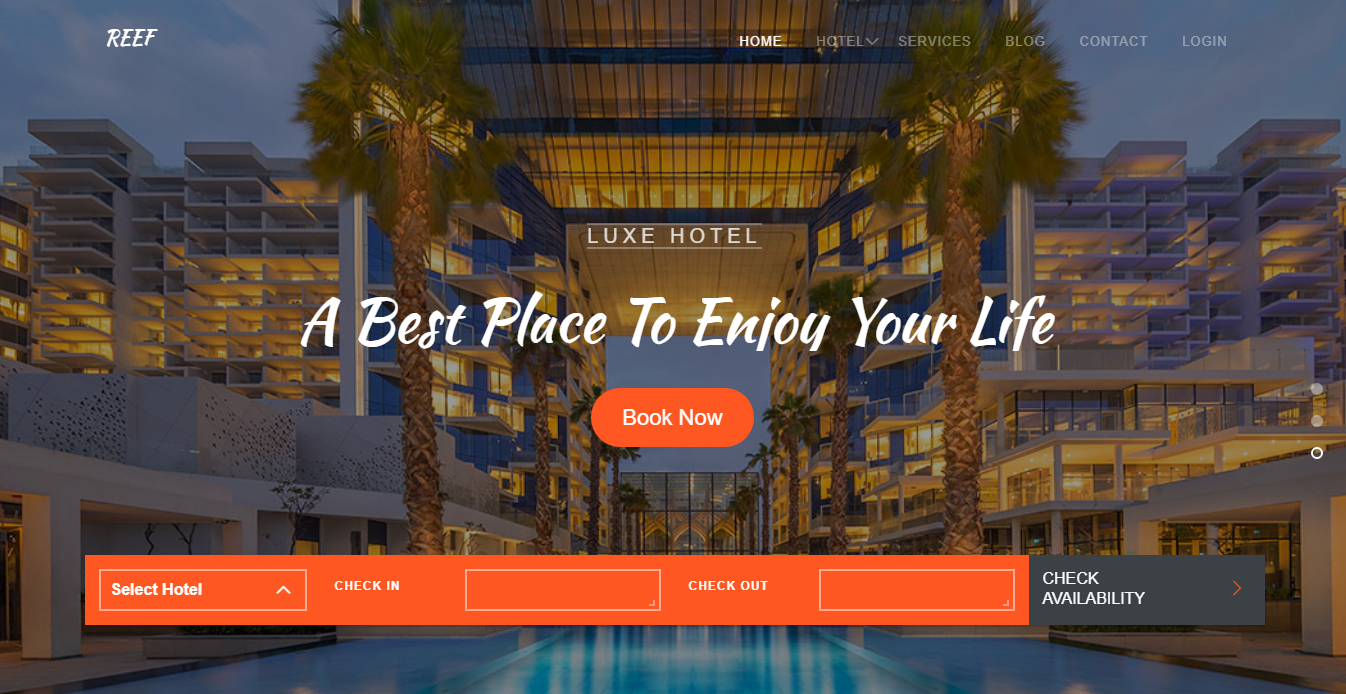 REEF
HOME HOTEL SERVICES BLOG CONTACT LOGIN
LUXE HOTEL
A Best Place To Enjoy Your Life
Book Now
Select Hotel CHECK IN CHECK OUT CHECK
AVAILABILITY